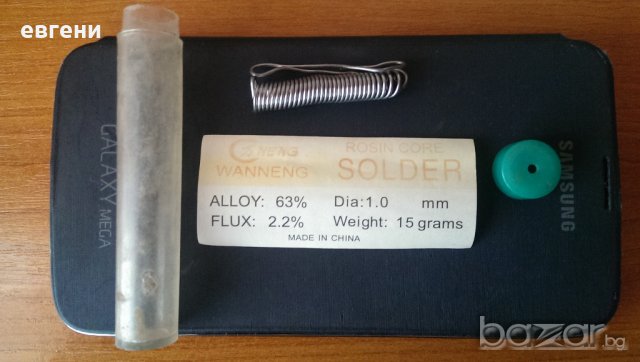 евгени
GALAXY MEGA
WANNENG
ROSIN CORE
SOLDER
ALLOY: 63% Dia:1.0 mm
FLUX: 2.2% Weight: 15 grams
MADE IN CHINA
SAMSUNG
bazar.bg